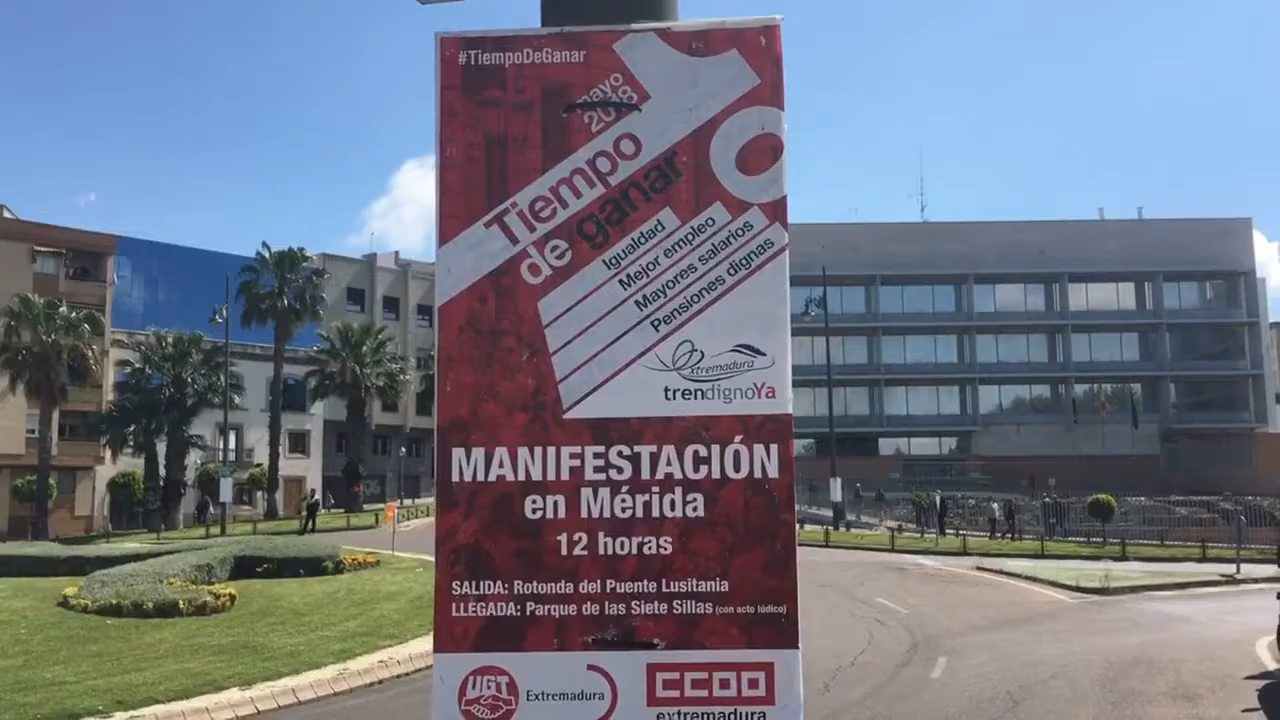 #TiempoDeGanar
1º
mayo
2018
Tiempo
de ganar
Igualdad
Mejor empleo
Mayores salarios
Pensiones dignas
extremadura
trendignoYa
MANIFESTACIÓN
en Mérida
12 horas
SALIDA: Rotonda del Puente Lusitania
LLEGADA: Parque de las Siete Sillas (con acto lúdico)
UGT Extremadura
CCOO
extremadura